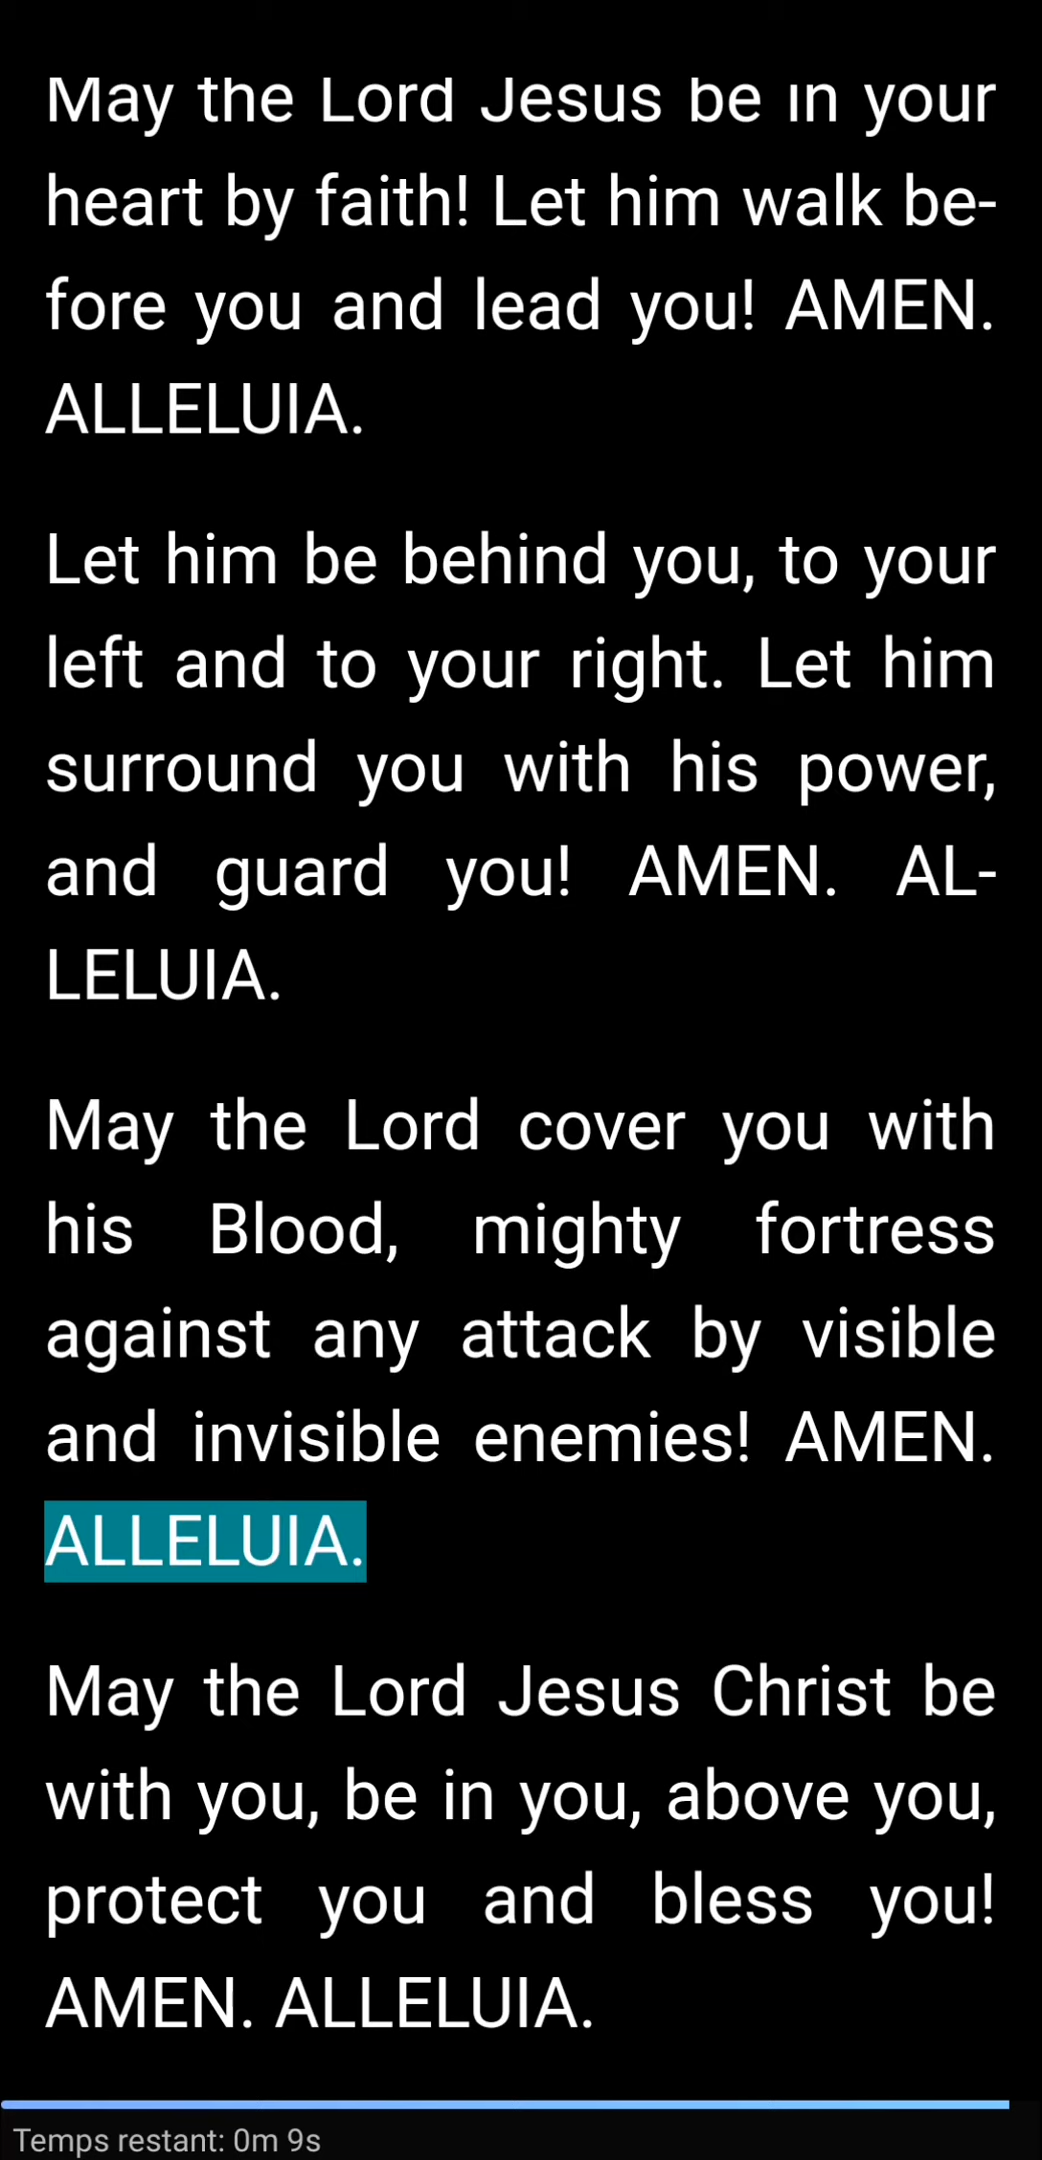 May the Lord Jesus be in your
heart by faith! Let him walk be-
fore you and lead you! AMEN.
ALLELUIA.
Let him be behind you, to your
left and to your right. Let him
surround you with his power,
and guard you! AMEN. AL-
LELUIA.
May the Lord cover you with
his Blood, mighty fortress
against any attack by visible
and invisible enemies! AMEN.
ALLELUIA.
May the Lord Jesus Christ be
with you, be in you, above you,
protect you and bless you!
AMEN. ALLELUIA.
Temps restant: 0m 9s